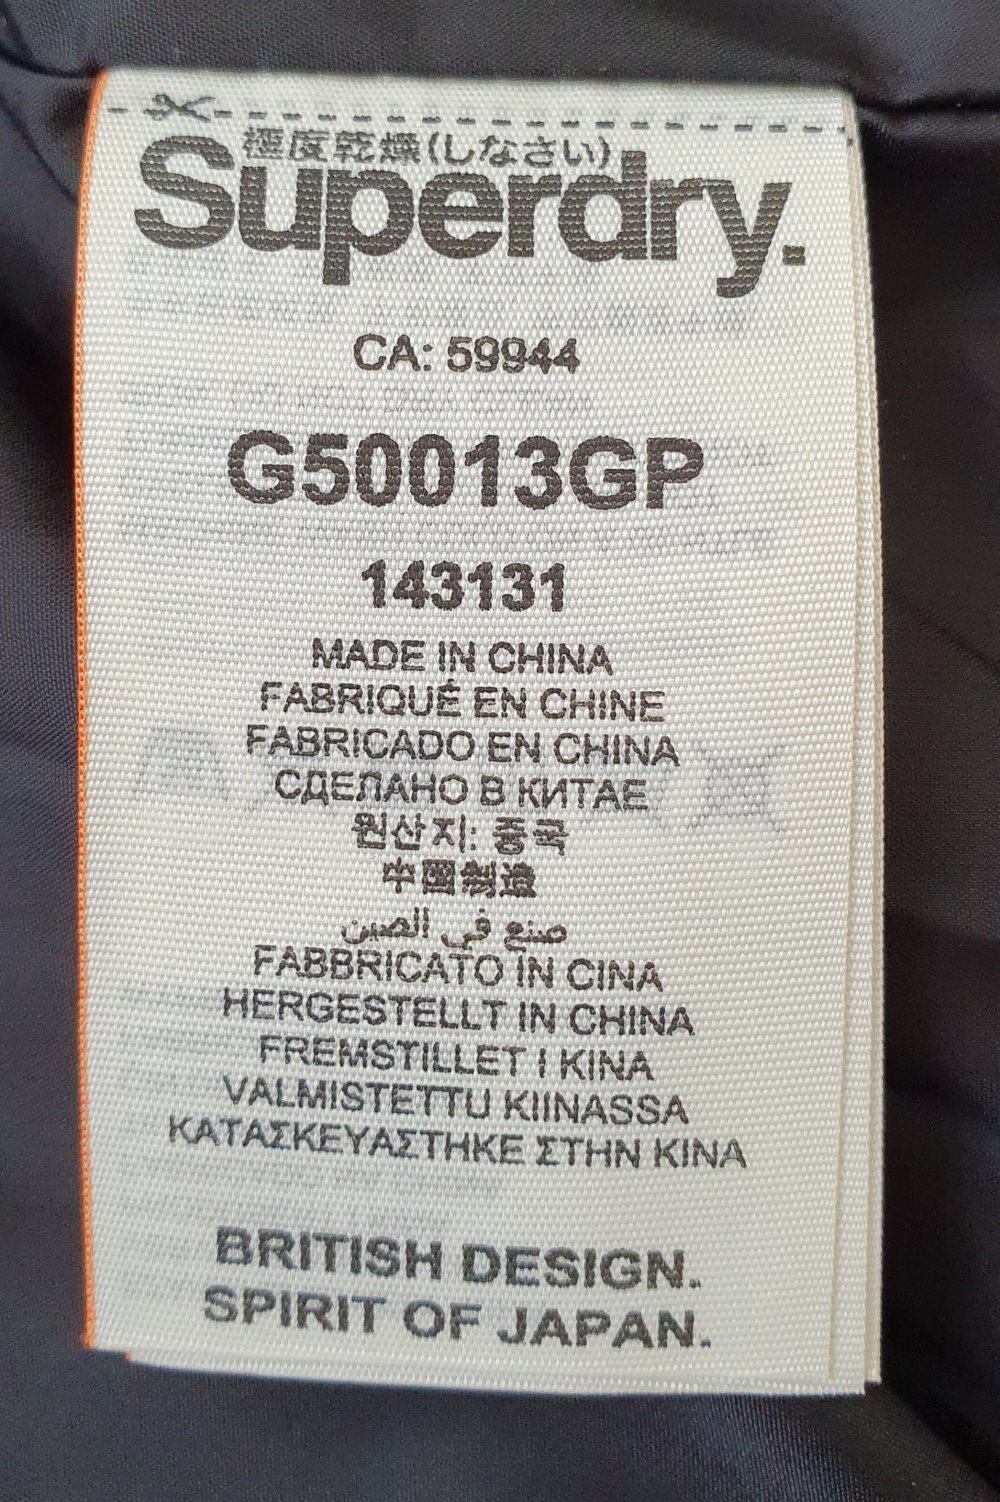 極度乾燥(しなさい)
Superdry.
CA: 59944
G50013GP
143131
MADE IN CHINA
FABRIQUÉ EN CHINE
FABRICADO EN CHINA
СДЕЛАНО В КИТАЕ
원산지: 중국
中国製造
صنع في الصين
FABBRICATO IN CINA
HERGESTELLT IN CHINA
FREMSTILLET I KINA
VALMISTETTU KIINASSA
ΚΑΤΑΣΚΕΥΑΣΤΗΚΕ ΣΤΗΝ ΚΙΝΑ
BRITISH DESIGN.
SPIRIT OF JAPAN.